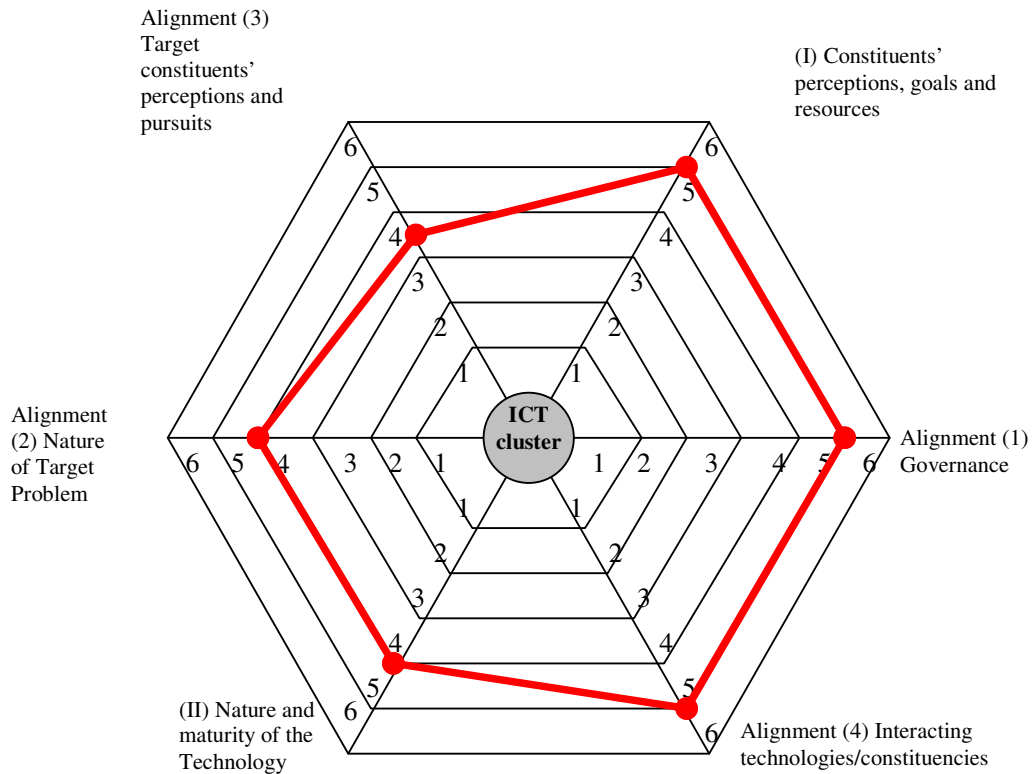 Alignment (3)
Target
constituents'
perceptions and
pursuits
(I) Constituents'
perceptions, goals and
resources
6 6
5 5
4 4
3 3
2 2
1 1
ICT
cluster
Alignment
(2) Nature
of Target
Problem
6 5 4 3 2 1 1 2 3 4 5 6
Alignment (1)
Governance
1 1
2 2
3 3
4 4
5 5
6 6
(II) Nature and
maturity of the
Technology
Alignment (4) Interacting
technologies/constituencies